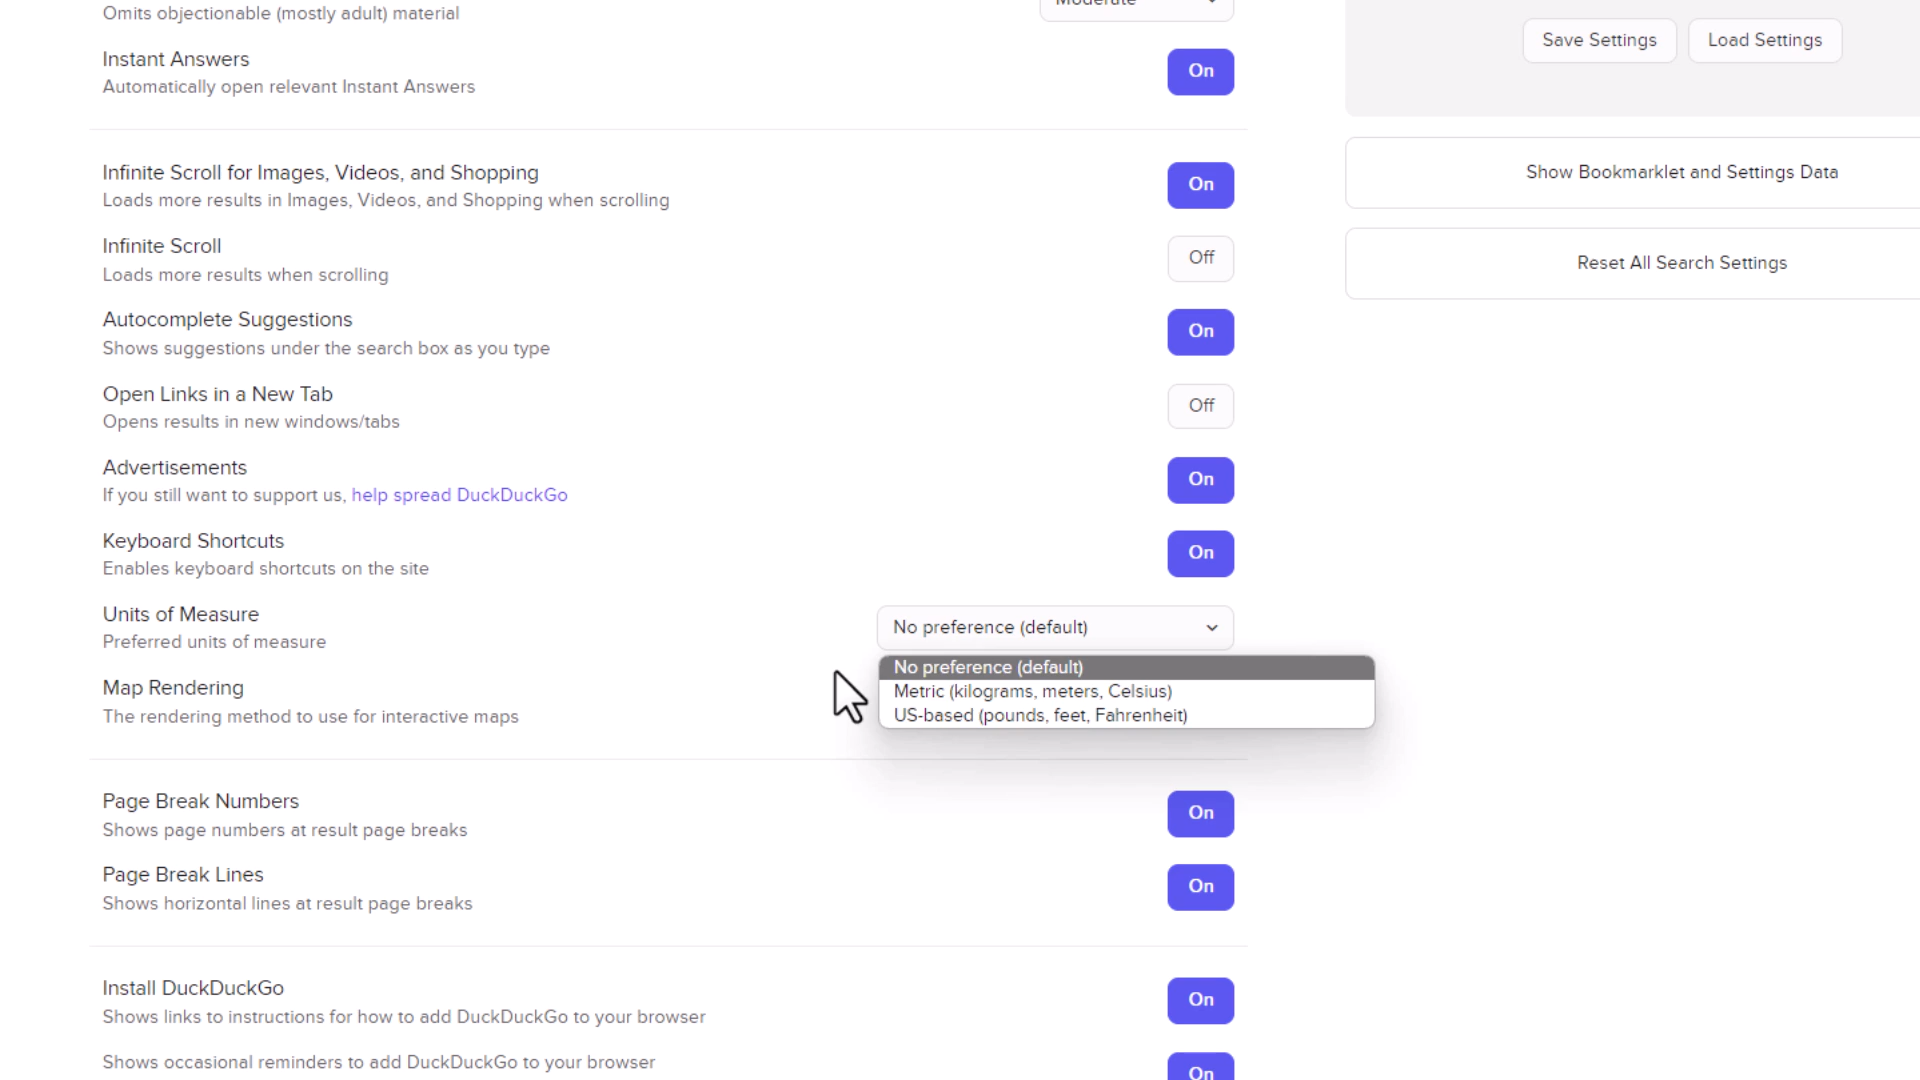 Omits objectionable (mostly adult) material
Moderate
Instant Answers
Automatically open relevant Instant Answers
On
Infinite Scroll for Images, Videos, and Shopping
Loads more results in Images, Videos, and Shopping when scrolling
On
Infinite Scroll
Loads more results when scrolling
Off
Autocomplete Suggestions
Shows suggestions under the search box as you type
On
Open Links in a New Tab
Opens results in new windows/tabs
Off
Advertisements
If you still want to support us, help spread DuckDuckGo
On
Keyboard Shortcuts
Enables keyboard shortcuts on the site
On
Units of Measure
Preferred units of measure
No preference (default)
No preference (default)
Metric (kilograms, meters, Celsius)
US-based (pounds, feet, Fahrenheit)
Map Rendering
The rendering method to use for interactive maps
Page Break Numbers
Shows page numbers at result page breaks
On
Page Break Lines
Shows horizontal lines at result page breaks
On
Install DuckDuckGo
Shows links to instructions for how to add DuckDuckGo to your browser
On
Shows occasional reminders to add DuckDuckGo to your browser
On
Save Settings
Load Settings
Show Bookmarklet and Settings Data
Reset All Search Settings